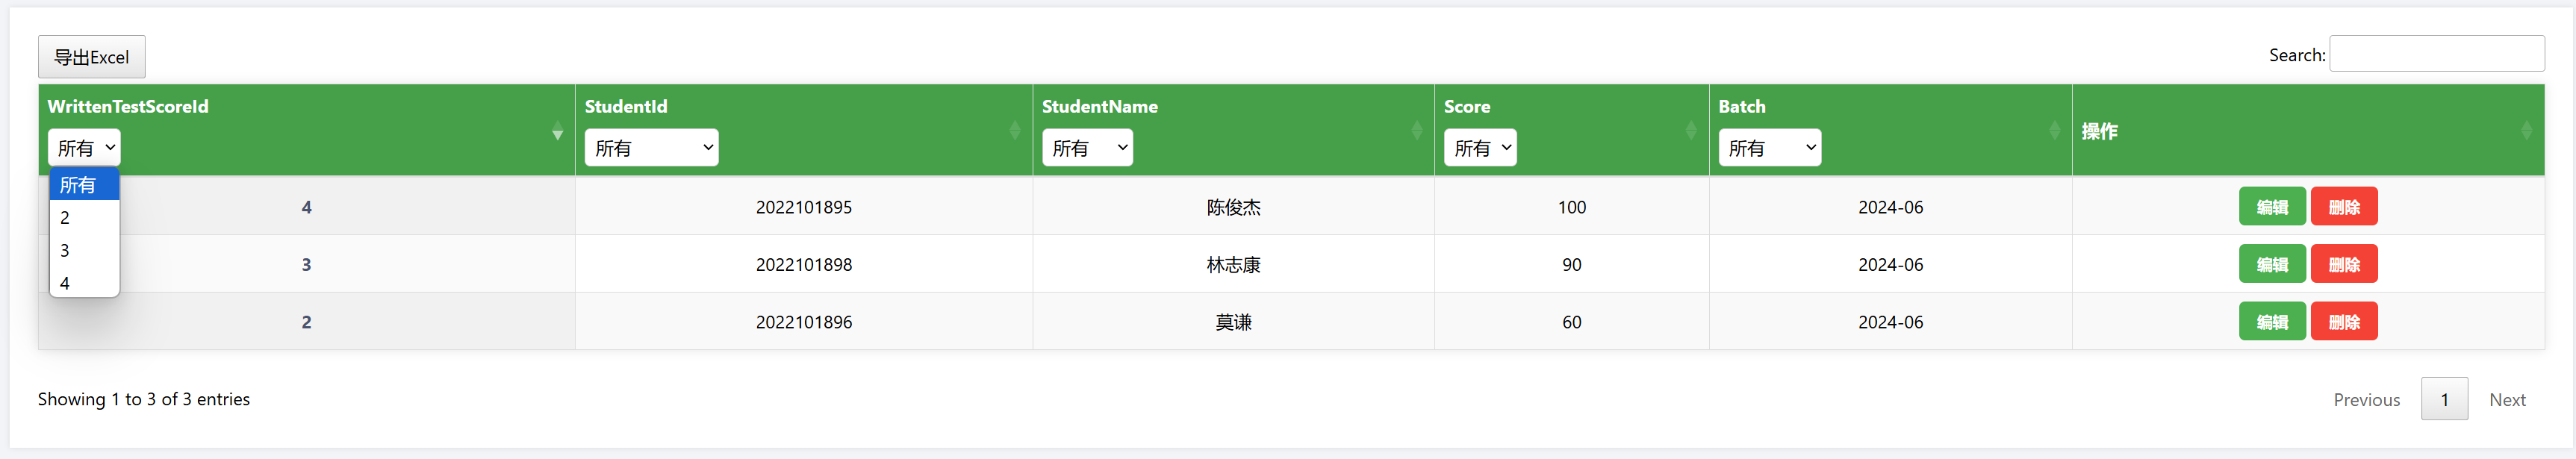 导出Excel
Search:
WrittenTestScoreId StudentId StudentName Score Batch 操作
所有 所有 所有 所有 所有
所有
2
3
4
4 2022101895 陈俊杰 100 2024-06 编辑 删除
3 2022101898 林志康 90 2024-06 编辑 删除
2 2022101896 莫谦 60 2024-06 编辑 删除
Showing 1 to 3 of 3 entries Previous 1 Next